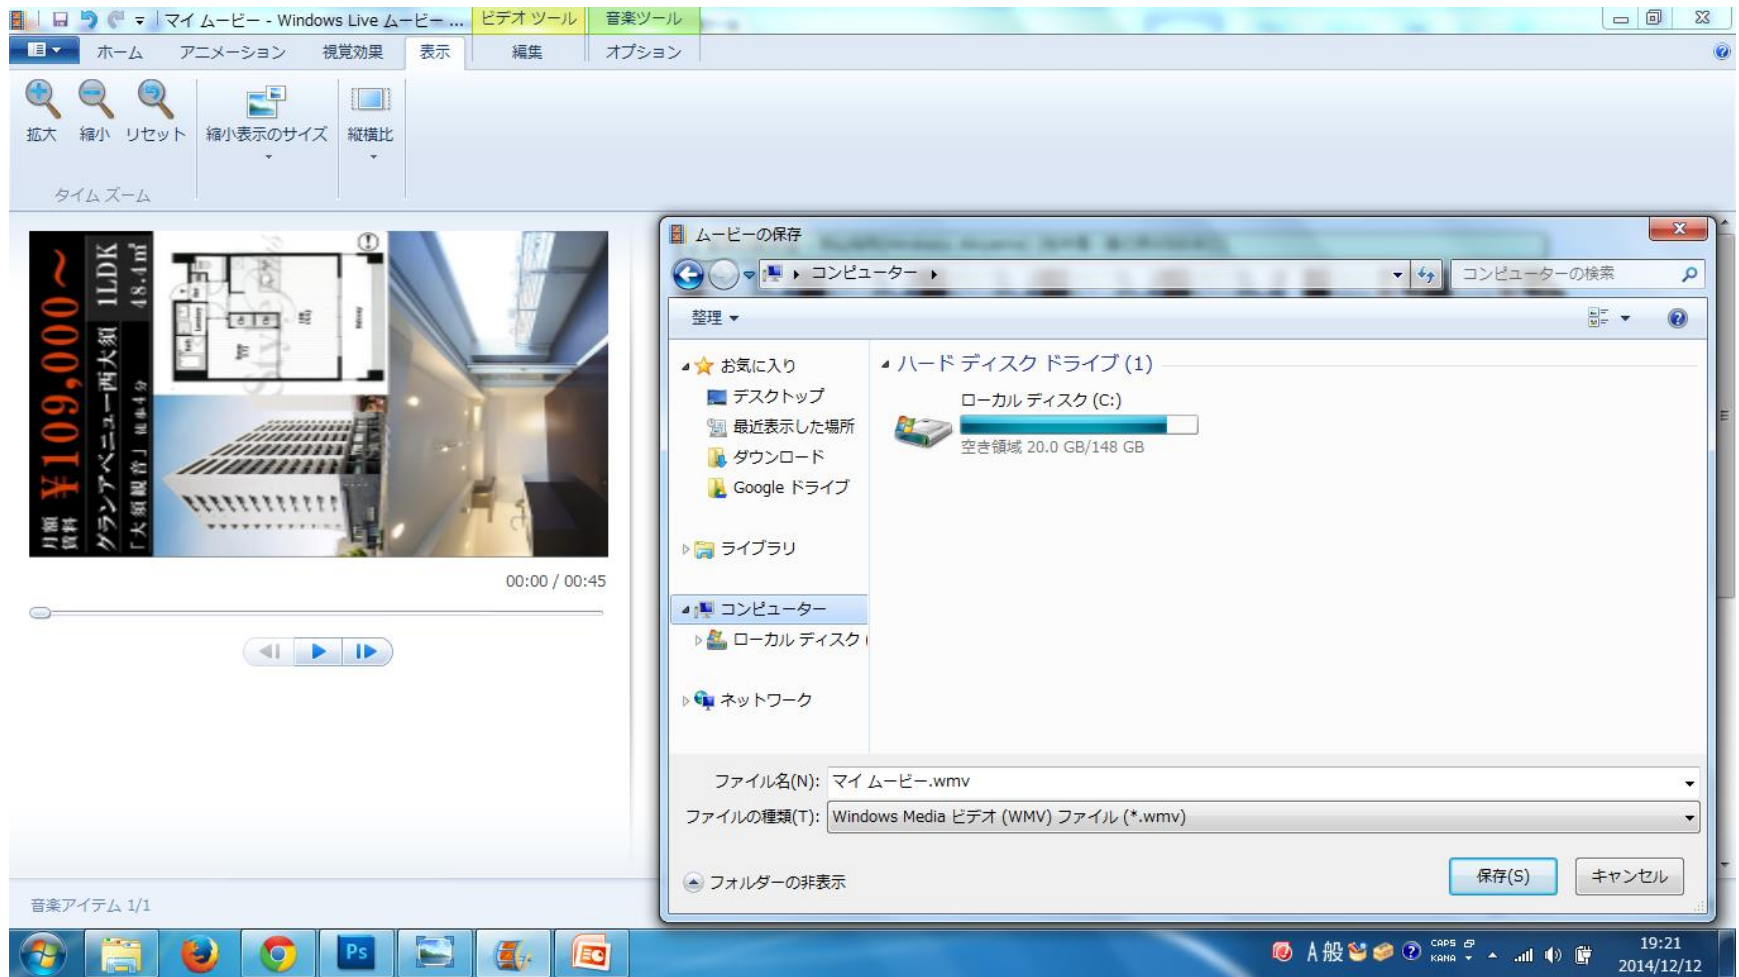 マイ ムービー - Windows Live ムービー ...
ビデオ ツール
音楽ツール
ホーム
アニメーション
視覚効果
表示
編集
オプション
拡大
縮小
リセット
縮小表示のサイズ
縦横比
タイム ズーム
月額賃料 ¥109,000～
グランアベニュー西大須 1LDK
「大須観音」徒歩4分 48.4㎡
00:00 / 00:45
音楽アイテム 1/1
ムービーの保存
コンピューター
コンピューターの検索
整理
お気に入り
デスクトップ
最近表示した場所
ダウンロード
Google ドライブ
ライブラリ
コンピューター
ローカル ディスク (
ネットワーク
ハード ディスク ドライブ (1)
ローカル ディスク (C:)
空き領域 20.0 GB/148 GB
ファイル名(N): マイ ムービー.wmv
ファイルの種類(T): Windows Media ビデオ (WMV) ファイル (*.wmv)
フォルダーの非表示
保存(S)
キャンセル
Ps
A 般
CAPS
KANA
19:21
2014/12/12